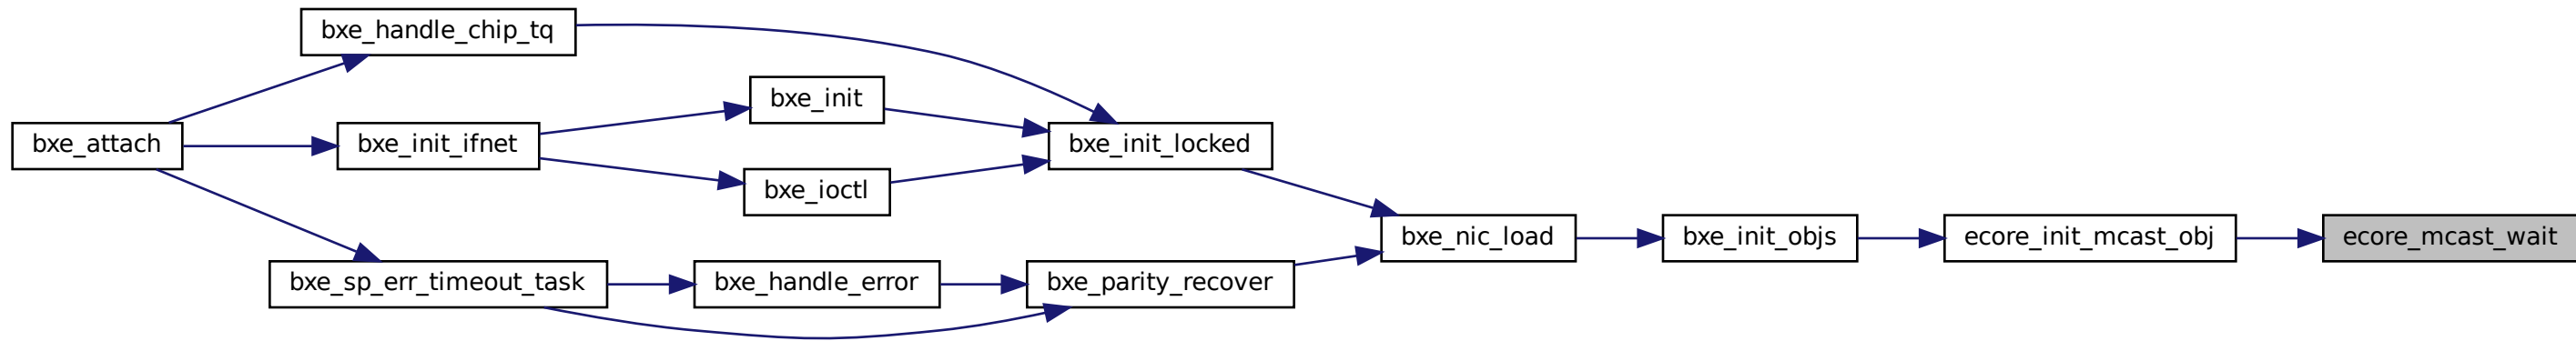 bxe_handle_chip_tq
bxe_init
bxe_attach
bxe_init_ifnet
bxe_init_locked
bxe_ioctl
bxe_nic_load
bxe_init_objs
ecore_init_mcast_obj
ecore_mcast_wait
bxe_sp_err_timeout_task
bxe_handle_error
bxe_parity_recover